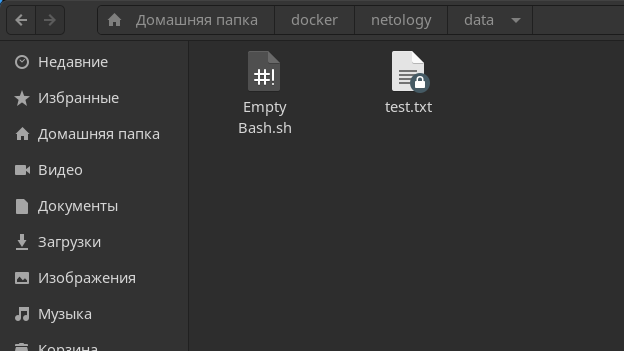 Домашняя папка docker netology data
Недавние
Избранные
Домашняя папка
Видео
Документы
Загрузки
Изображения
Музыка
Корзина
#!
Empty
Bash.sh
test.txt